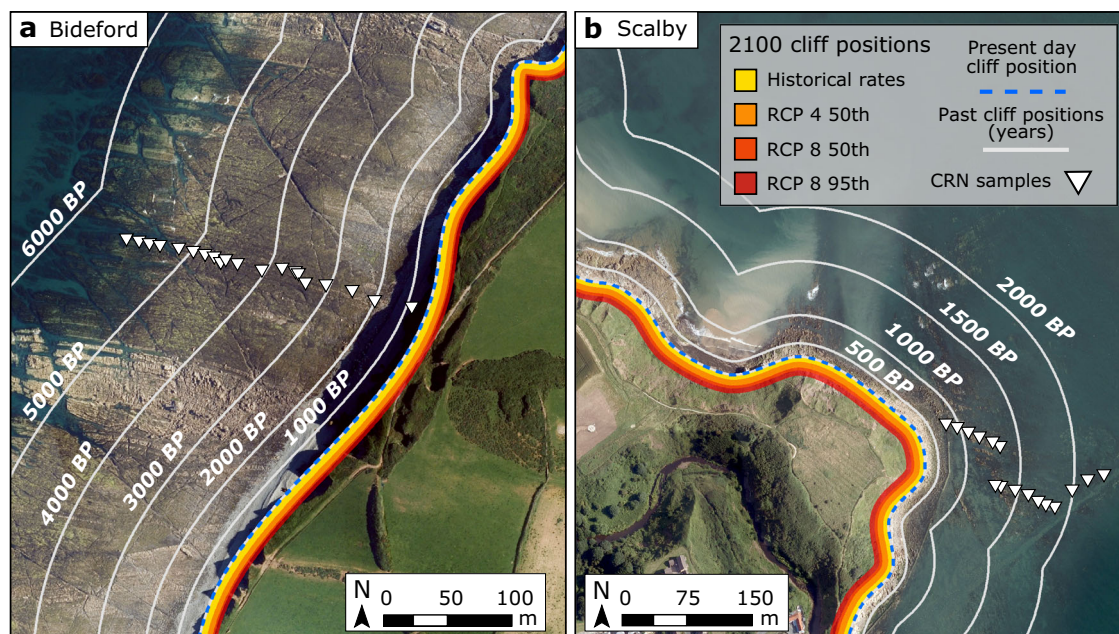 a Bideford
6000 BP
5000 BP
4000 BP
3000 BP
2000 BP
1000 BP
N
0 50 100
m
b Scalby
2100 cliff positions
Historical rates
RCP 4 50th
RCP 8 50th
RCP 8 95th
Present day
cliff position
Past cliff positions
(years)
CRN samples
2000 BP
1500 BP
1000 BP
500 BP
N
0 75 150
m